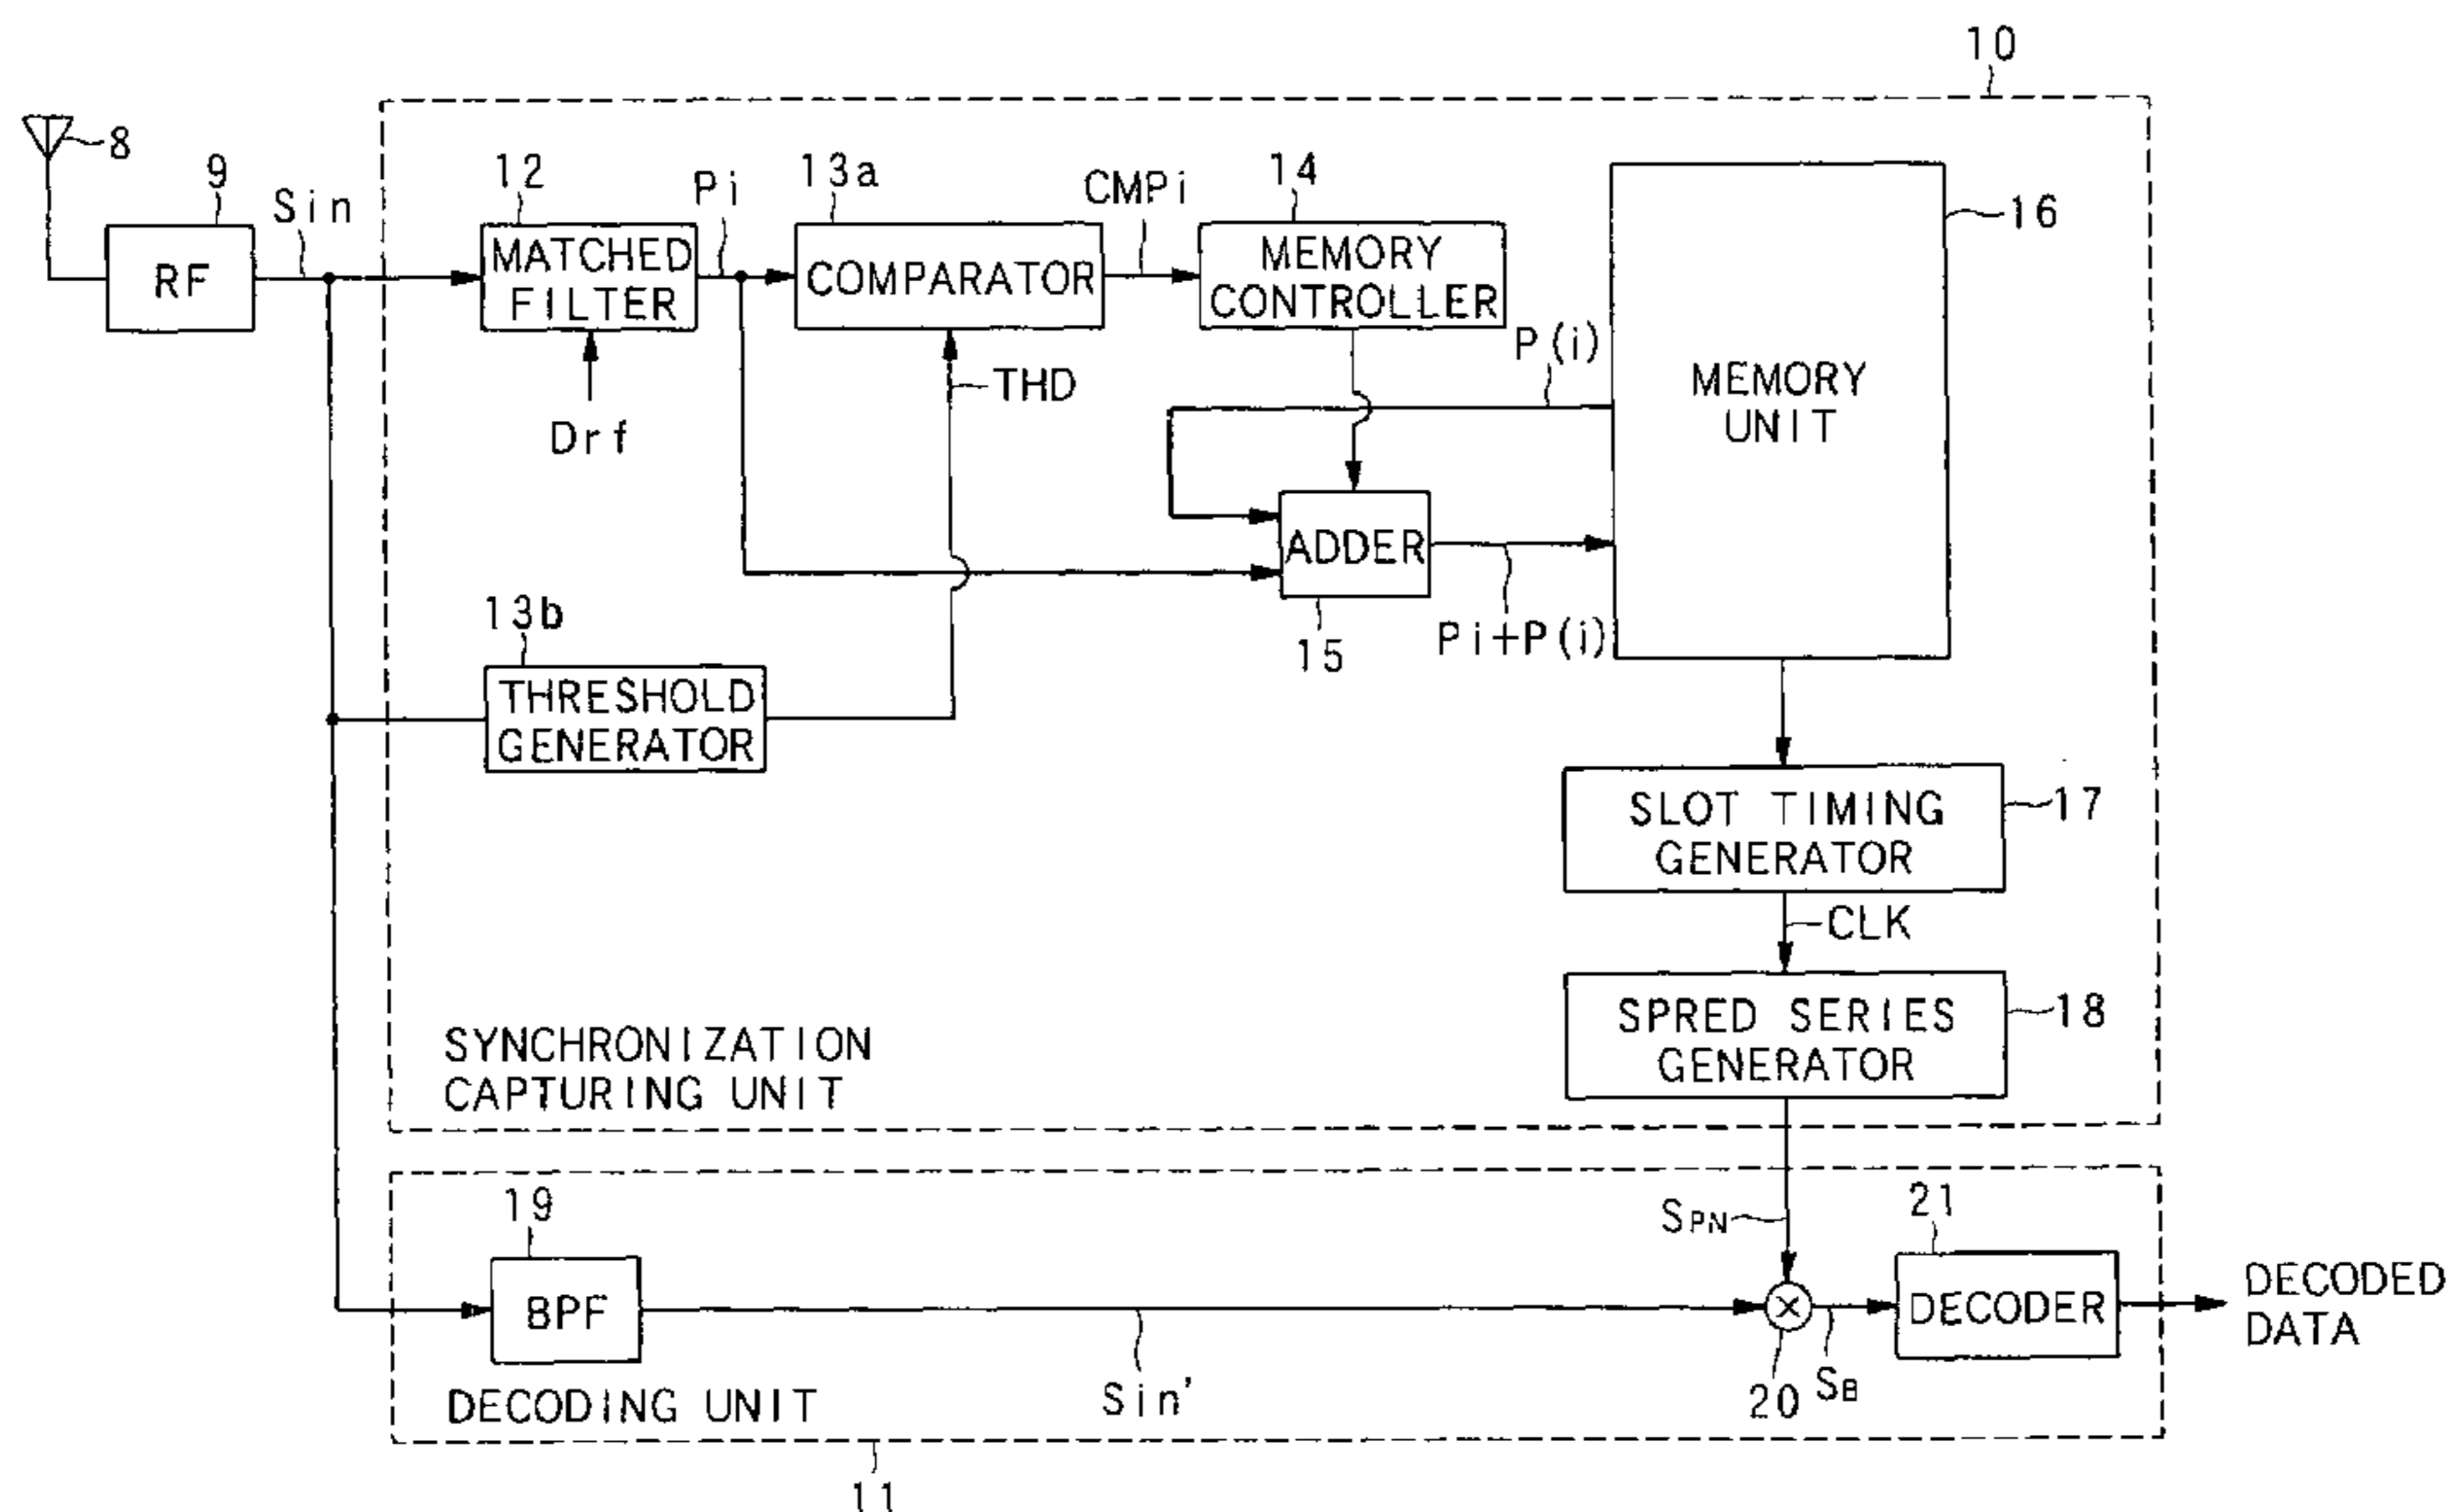 10
8
9
Sin
12
Pi
13a
CMPi
14
16
RF
MATCHED
FILTER
COMPARATOR
MEMORY
CONTROLLER
P(i)
MEMORY
UNIT
THD
Drf
ADDER
15
Pi+P(i)
13b
THRESHOLD
GENERATOR
SLOT TIMING
GENERATOR
17
CLK
SPRED SERIES
GENERATOR
18
SYNCHRONIZATION
CAPTURING UNIT
19
SPN
21
BPF
DECODER
DECODED
DATA
Sin'
20
SB
DECODING UNIT
11